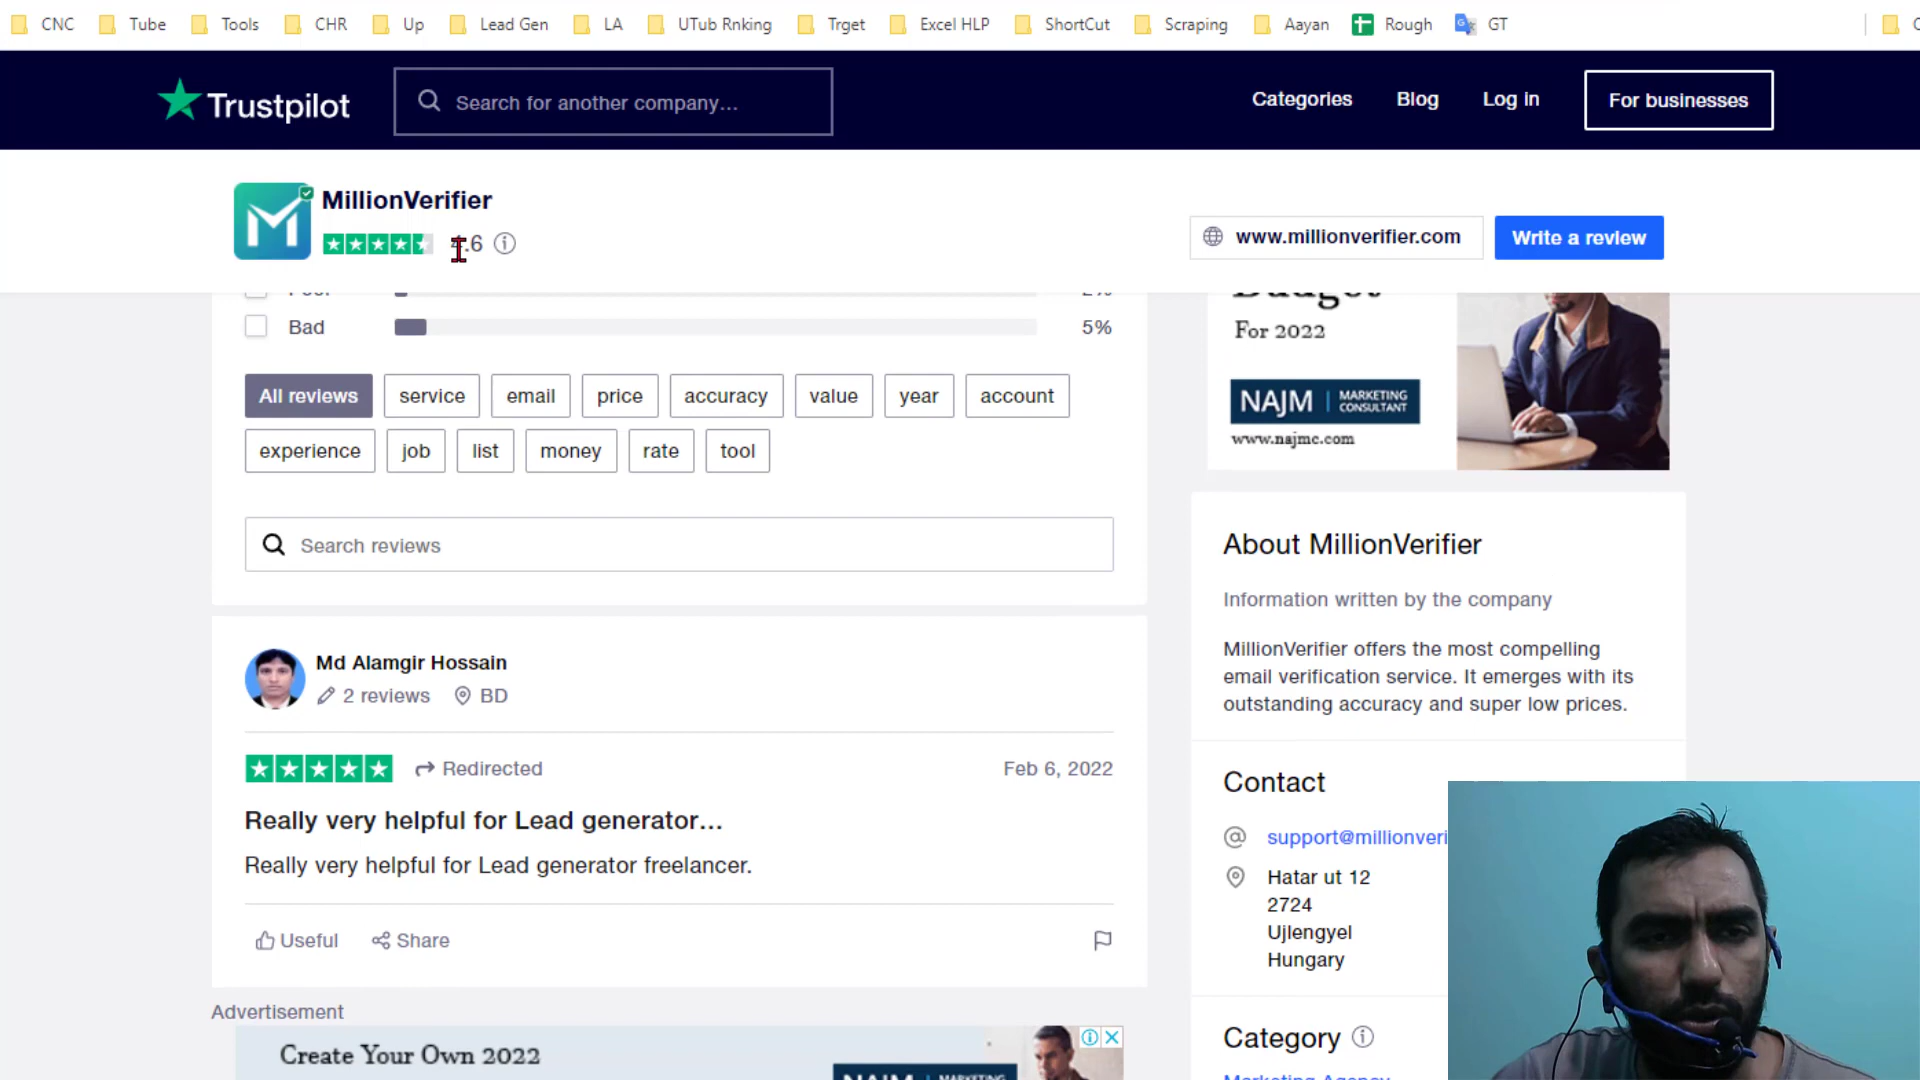 CNC Tube Tools CHR Up Lead Gen LA UTub Rnking Trget Excel HLP ShortCut Scraping Aayan Rough GT
Trustpilot
Search for another company...
Categories Blog Log in For businesses
MillionVerifier
.6
www.millionverifier.com
Write a review
Bad 5%
All reviews service email price accuracy value year account
experience job list money rate tool
Search reviews
Md Alamgir Hossain
2 reviews BD
Redirected Feb 6, 2022
Really very helpful for Lead generator...
Really very helpful for Lead generator freelancer.
Useful Share
Advertisement
Create Your Own 2022
For 2022
NAJM | MARKETING CONSULTANT
www.najmc.com
About MillionVerifier
Information written by the company
MillionVerifier offers the most compelling
email verification service. It emerges with its
outstanding accuracy and super low prices.
Contact
support@millionveri
Hatar ut 12
2724
Ujlengyel
Hungary
Category